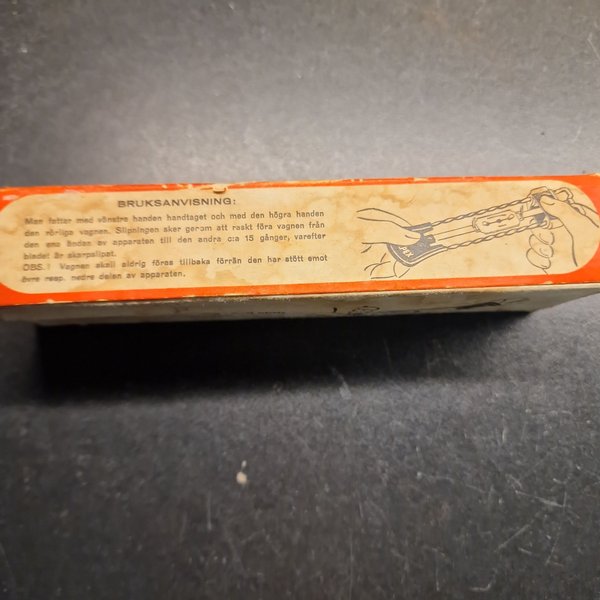 BRUKSANVISNING:
Man fattar med vänstra handen handtaget och med den högra handen
den rörliga vagnen. Slipningen sker genom att raskt föra vagnen från
den ena ändan av apparaten till den andra c:a 15 gånger, varefter
bladet är skarpslipat.
OBS.! Vagnen skall aldrig föras tillbaka förrän den har stött emot
övre resp. nedre delen av apparaten.